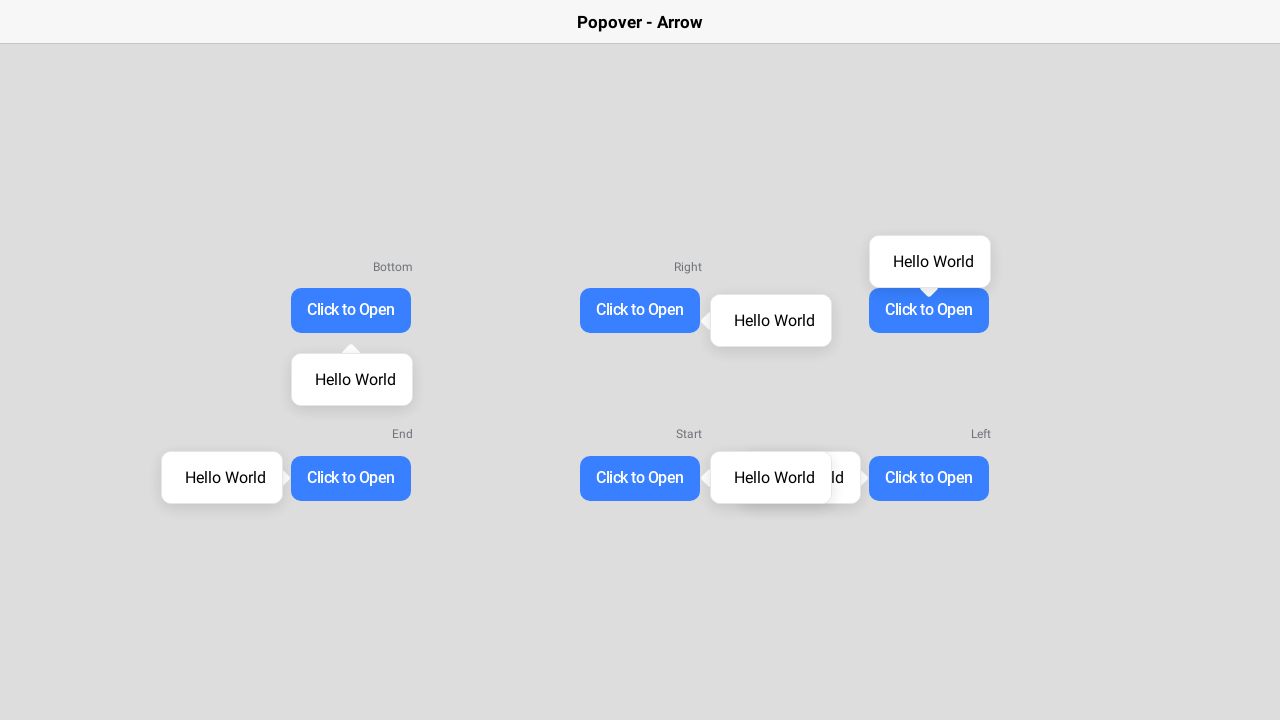 Popover - Arrow
Bottom
Click to Open
Hello World
Right
Click to Open
Hello World
Hello World
Click to Open
End
Hello World
Click to Open
Start
Click to Open
Hello World
ld
Left
Click to Open